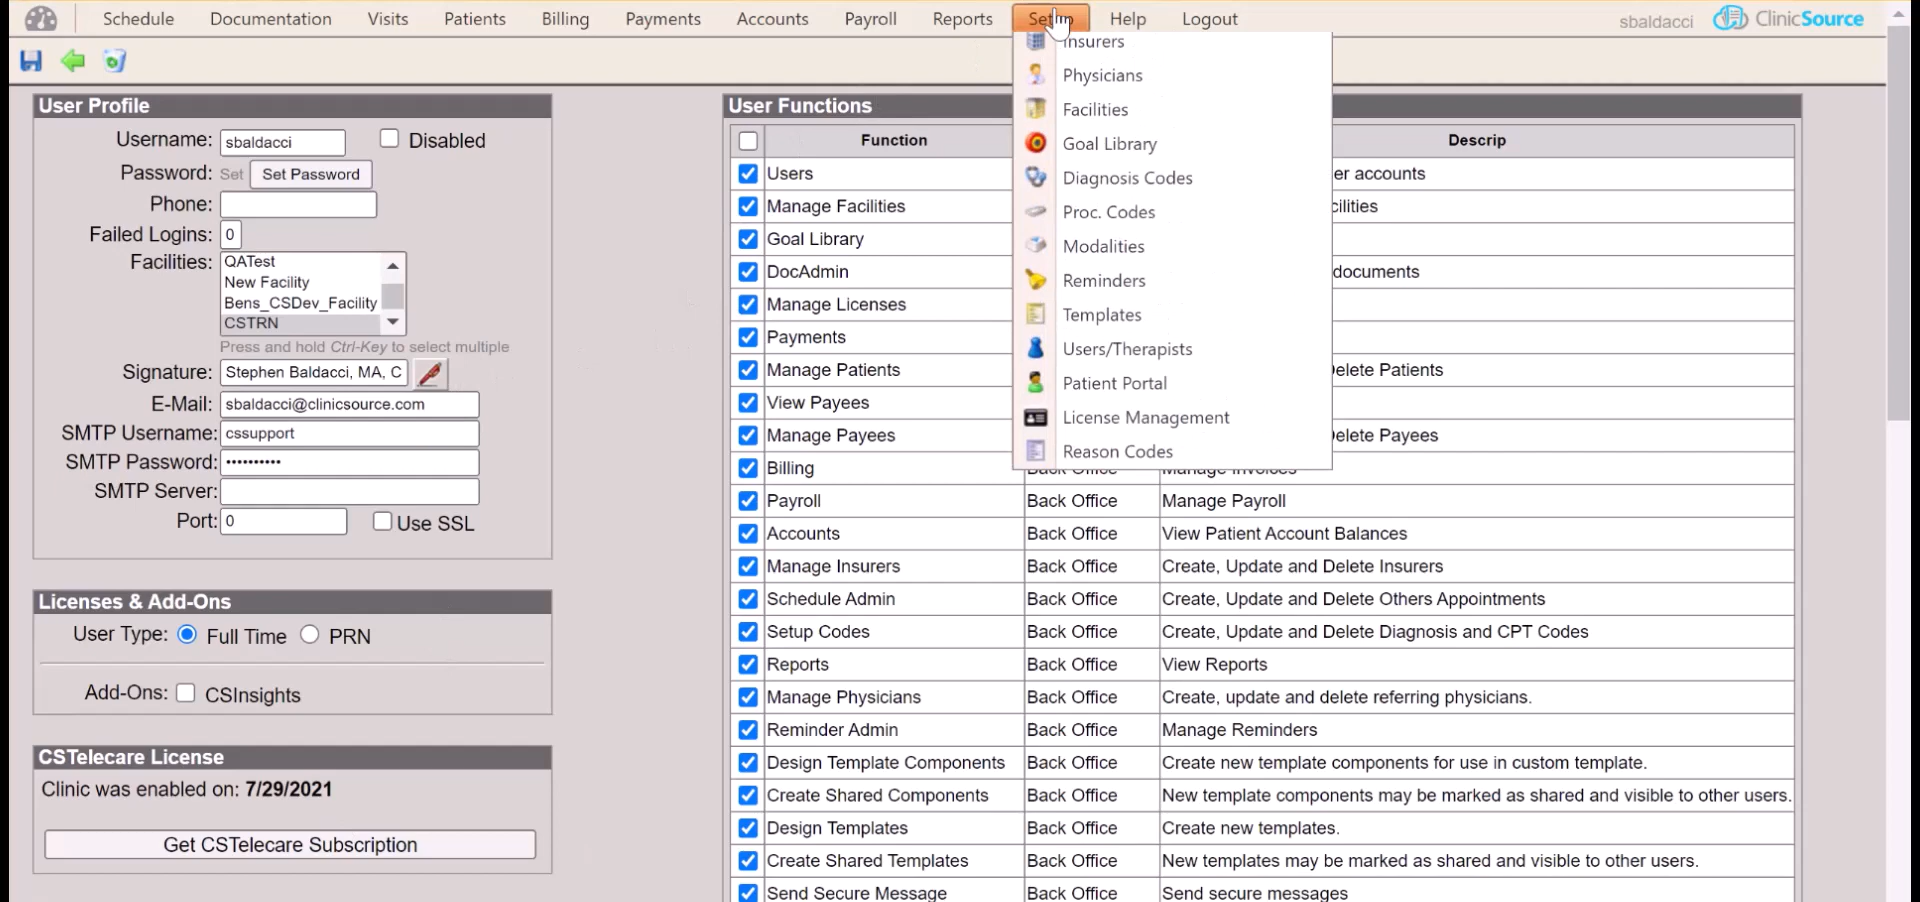 Schedule Documentation Visits Patients Billing Payments Accounts Payroll Reports Setup Help Logout sbaldacci ClinicSource
Insurers
Physicians
Facilities
Goal Library
Diagnosis Codes
Proc. Codes
Modalities
Reminders
Templates
Users/Therapists
Patient Portal
License Management
Reason Codes
User Profile
Username: sbaldacci Disabled
Password: Set Set Password
Phone:
Failed Logins: 0
Facilities: QATest
New Facility
Bens_CSDev_Facility
CSTRN
Press and hold Ctrl-Key to select multiple
Signature: Stephen Baldacci, MA, C
E-Mail: sbaldacci@clinicsource.com
SMTP Username: cssupport
SMTP Password: ••••••••••
SMTP Server:
Port: 0 Use SSL
Licenses & Add-Ons
User Type: Full Time PRN
Add-Ons: CSInsights
CSTelecare License
Clinic was enabled on: 7/29/2021
Get CSTelecare Subscription
User Functions
Function Descrip
Users er accounts
Manage Facilities cilities
Goal Library
DocAdmin documents
Manage Licenses
Payments
Manage Patients Delete Patients
View Payees
Manage Payees Delete Payees
Billing Back Office Manage Invoices
Payroll Back Office Manage Payroll
Accounts Back Office View Patient Account Balances
Manage Insurers Back Office Create, Update and Delete Insurers
Schedule Admin Back Office Create, Update and Delete Others Appointments
Setup Codes Back Office Create, Update and Delete Diagnosis and CPT Codes
Reports Back Office View Reports
Manage Physicians Back Office Create, update and delete referring physicians.
Reminder Admin Back Office Manage Reminders
Design Template Components Back Office Create new template components for use in custom template.
Create Shared Components Back Office New template components may be marked as shared and visible to other users.
Design Templates Back Office Create new templates.
Create Shared Templates Back Office New templates may be marked as shared and visible to other users.
Send Secure Message Back Office Send secure messages